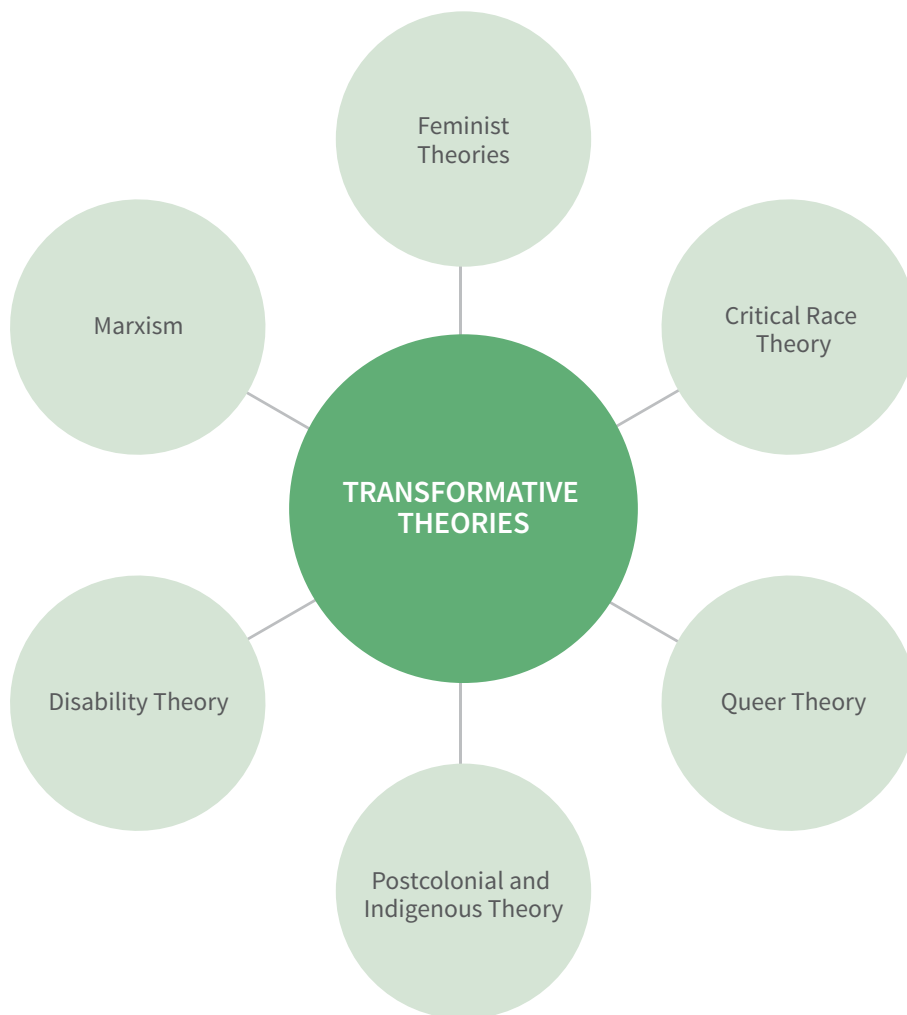 Feminist
Theories
Marxism
Critical Race
Theory
TRANSFORMATIVE
THEORIES
Disability Theory
Queer Theory
Postcolonial and
Indigenous Theory